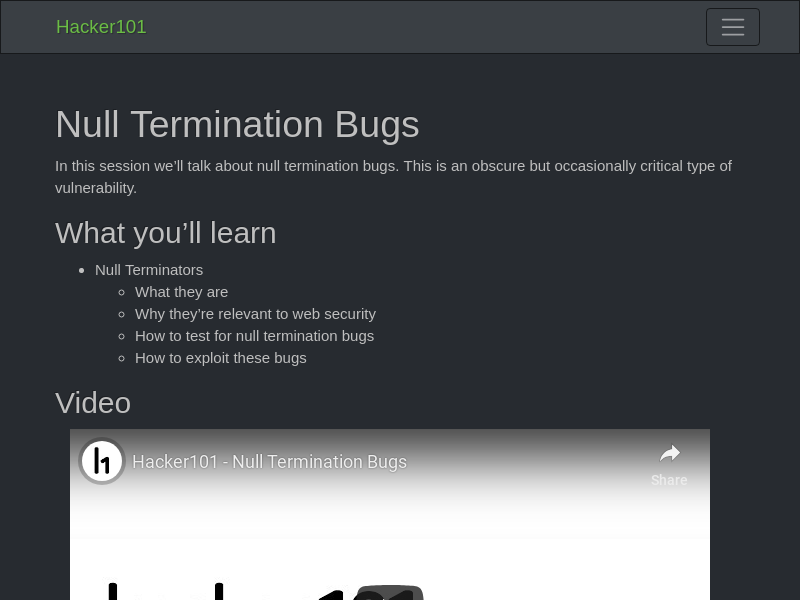 Hacker101
Null Termination Bugs
In this session we’ll talk about null termination bugs. This is an obscure but occasionally critical type of
vulnerability.
What you’ll learn
Null Terminators
What they are
Why they’re relevant to web security
How to test for null termination bugs
How to exploit these bugs
Video
Hacker101 - Null Termination Bugs
Share